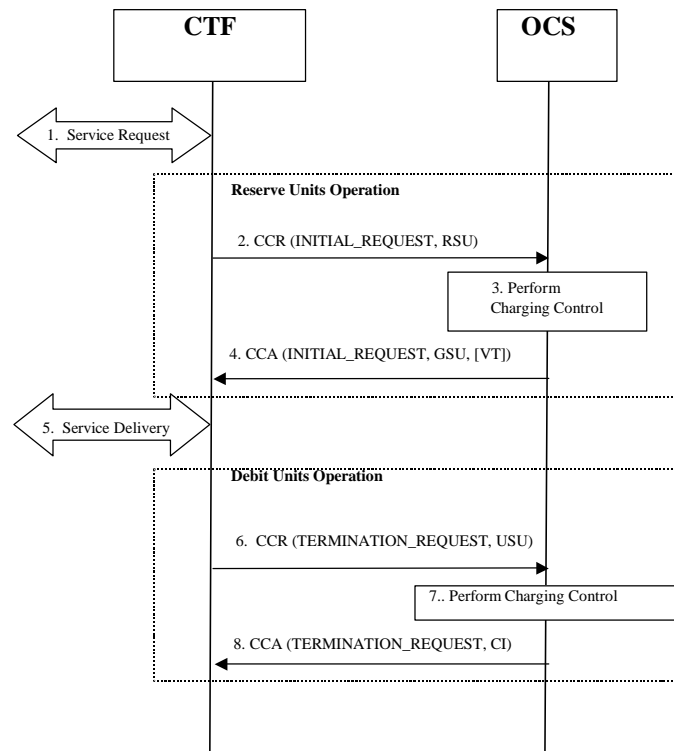 CTF
OCS
1. Service Request
Reserve Units Operation
2. CCR (INITIAL_REQUEST, RSU)
3. Perform
Charging Control
4. CCA (INITIAL_REQUEST, GSU, [VT])
5. Service Delivery
Debit Units Operation
6. CCR (TERMINATION_REQUEST, USU)
7.. Perform Charging Control
8. CCA (TERMINATION_REQUEST, CI)